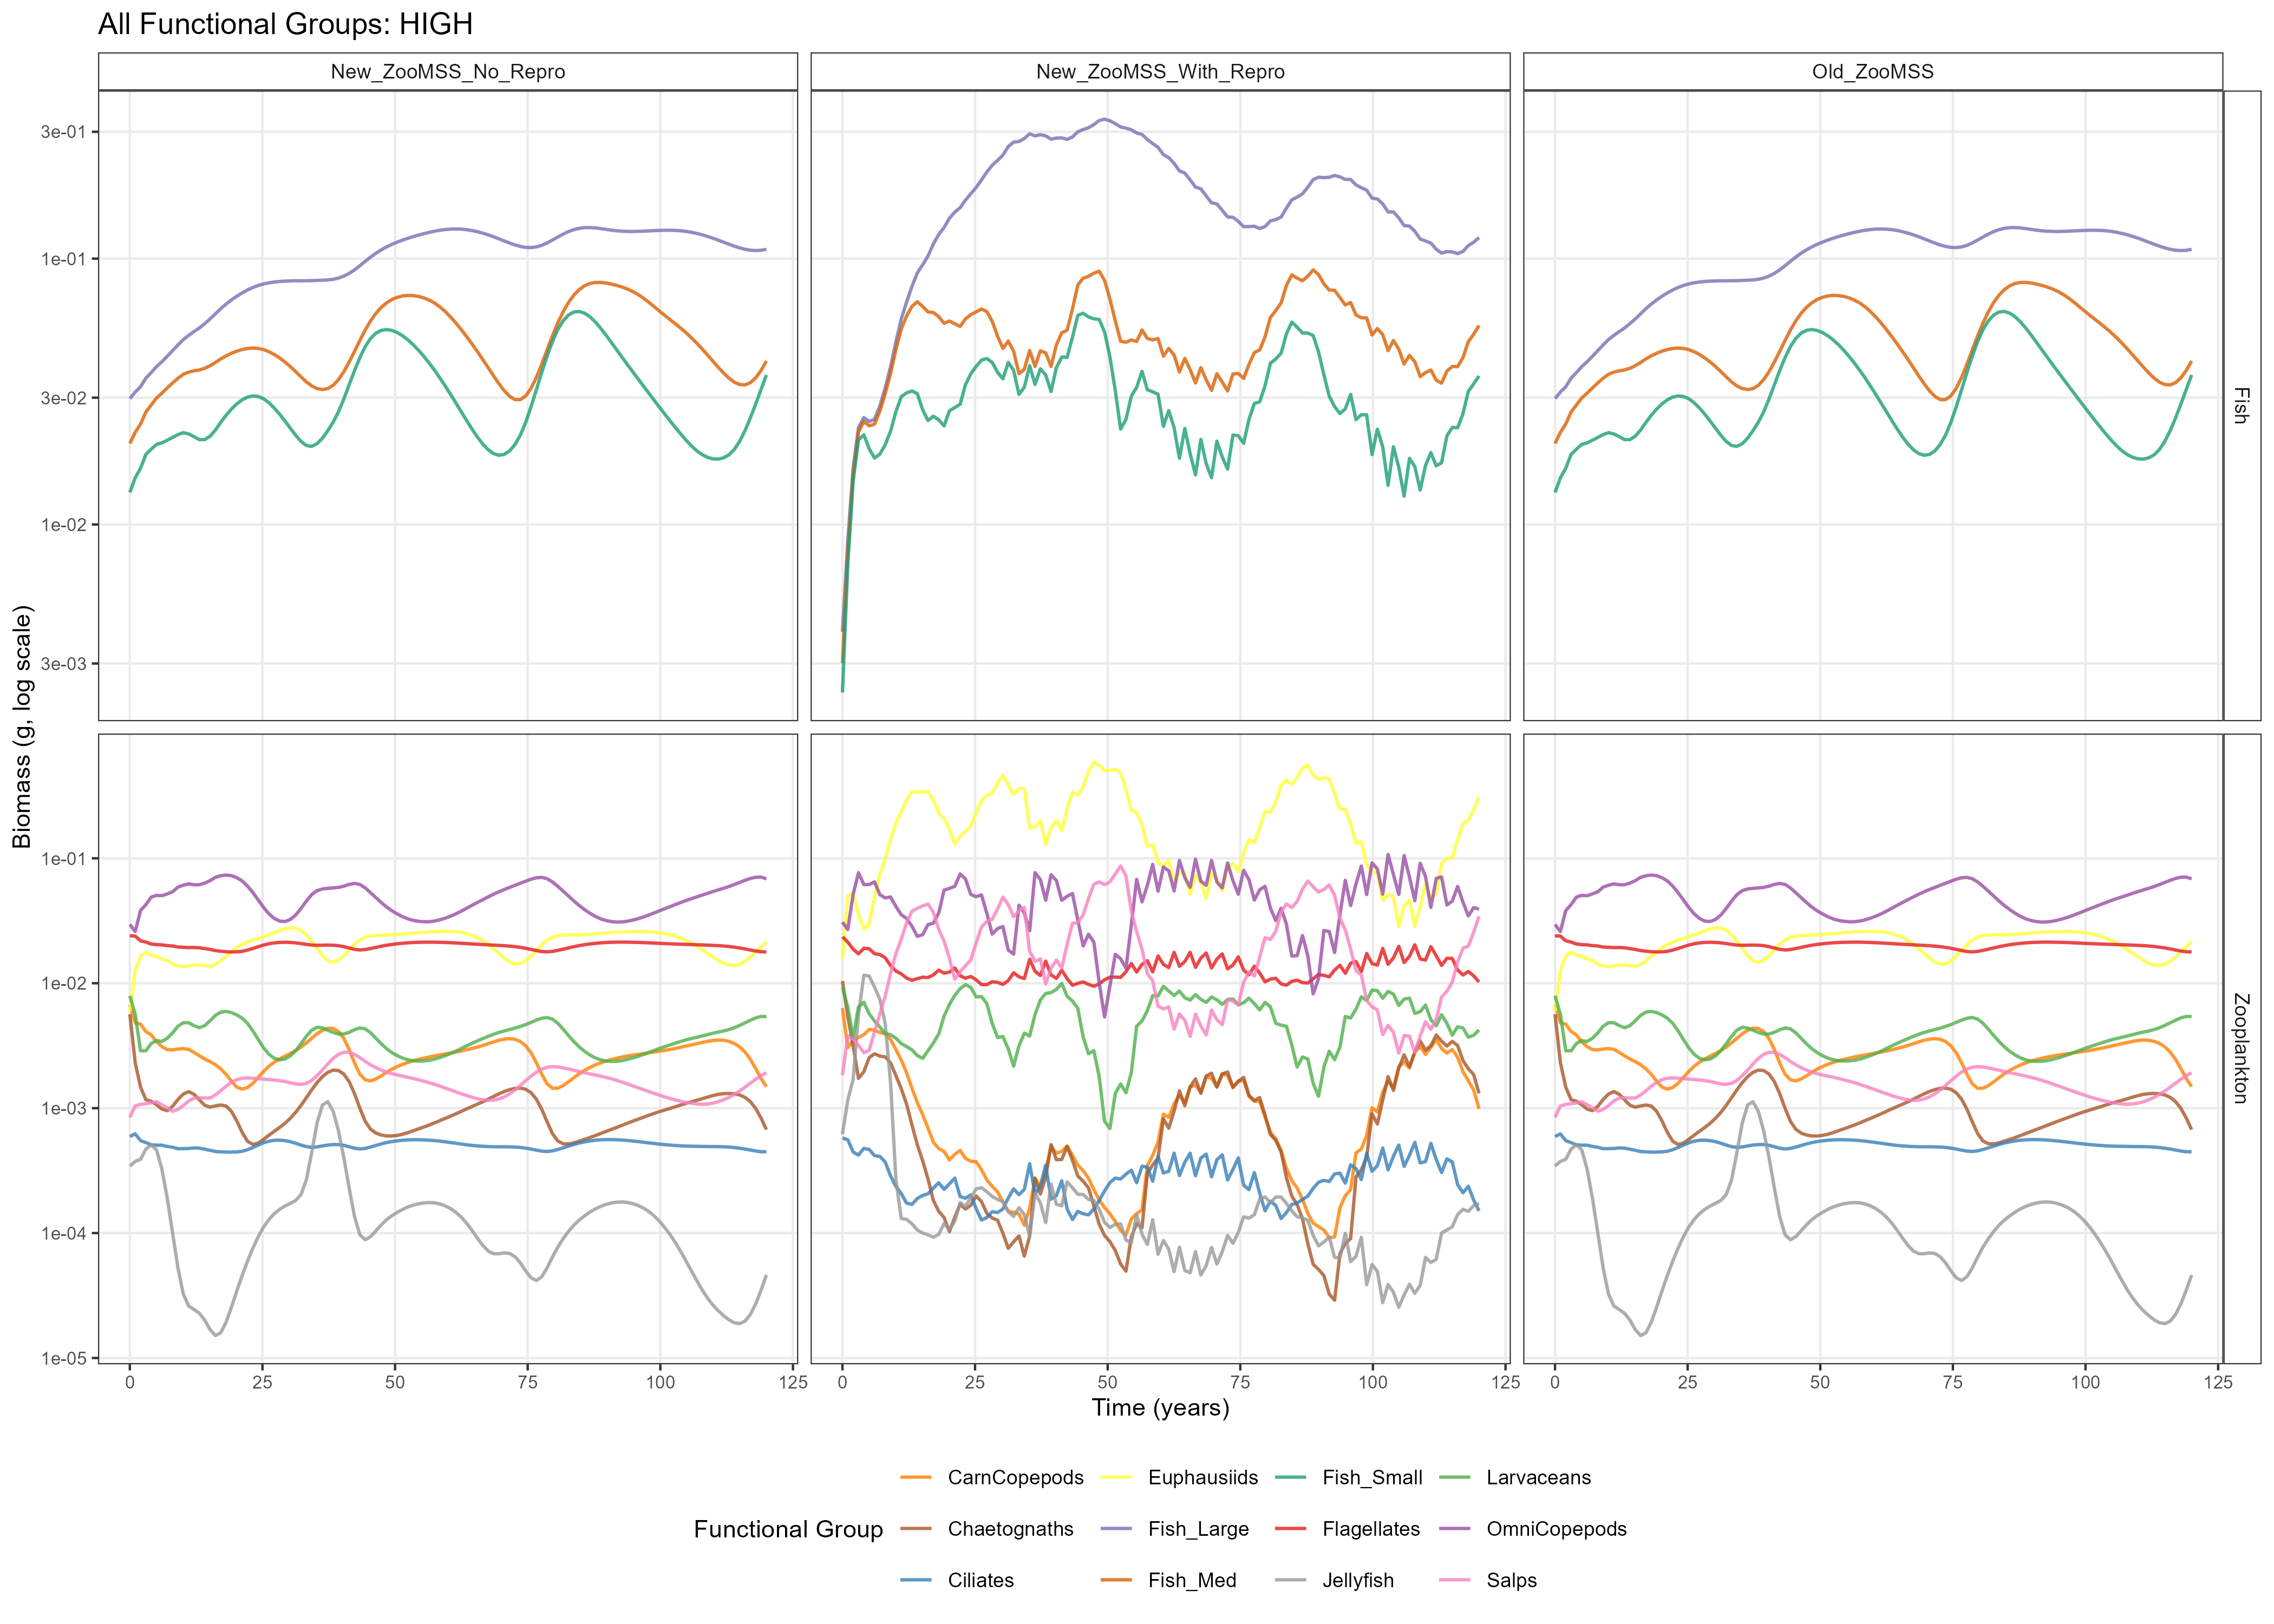 All Functional Groups: HIGH
New_ZooMSS_No_Repro New_ZooMSS_With_Repro Old_ZooMSS
3e-01
1e-01
3e-02
1e-02
3e-03
Fish
Biomass (g, log scale)
1e-01
1e-02
1e-03
1e-04
1e-05
Zooplankton
0 25 50 75 100 125 0 25 50 75 100 125 0 25 50 75 100 125
Time (years)
Functional Group
CarnCopepods Euphausiids Fish_Small Larvaceans
Chaetognaths Fish_Large Flagellates OmniCopepods
Ciliates Fish_Med Jellyfish Salps